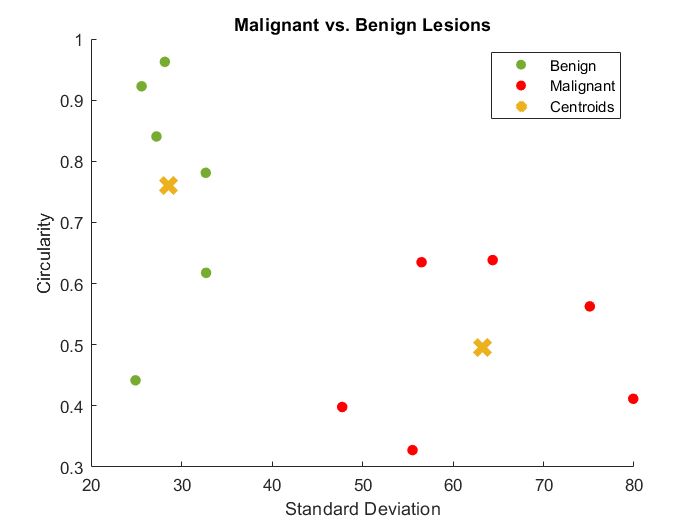 Malignant vs. Benign Lesions
1
0.9
0.8
0.7
0.6
0.5
0.4
0.3
Circularity
Benign
Malignant
Centroids
20 30 40 50 60 70 80
Standard Deviation